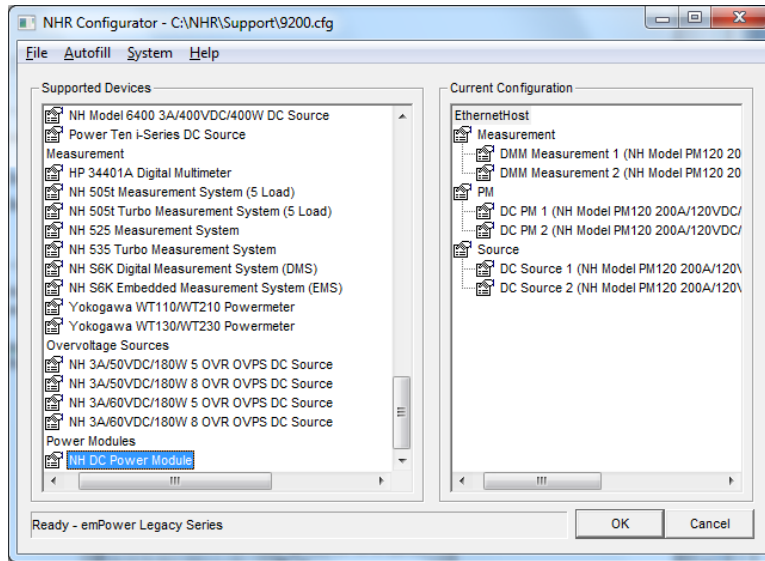 NHR Configurator - C:\NHR\Support\9200.cfg
File Autofill System Help
Supported Devices
NH Model 6400 3A/400VDC/400W DC Source
Power Ten i-Series DC Source
Measurement
HP 34401A Digital Multimeter
NH 505t Measurement System (5 Load)
NH 505t Turbo Measurement System (5 Load)
NH 525 Measurement System
NH 535 Turbo Measurement System
NH S6K Digital Measurement System (DMS)
NH S6K Embedded Measurement System (EMS)
Yokogawa WT110/WT210 Powermeter
Yokogawa WT130/WT230 Powermeter
Overvoltage Sources
NH 3A/50VDC/180W 5 OVR OVPS DC Source
NH 3A/50VDC/180W 8 OVR OVPS DC Source
NH 3A/60VDC/180W 5 OVR OVPS DC Source
NH 3A/60VDC/180W 8 OVR OVPS DC Source
Power Modules
NH DC Power Module
Current Configuration
EthernetHost
Measurement
DMM Measurement 1 (NH Model PM120 20
DMM Measurement 2 (NH Model PM120 20
PM
DC PM 1 (NH Model PM120 200A/120VDC/
DC PM 2 (NH Model PM120 200A/120VDC/
Source
DC Source 1 (NH Model PM120 200A/120V
DC Source 2 (NH Model PM120 200A/120V
Ready - emPower Legacy Series
OK Cancel